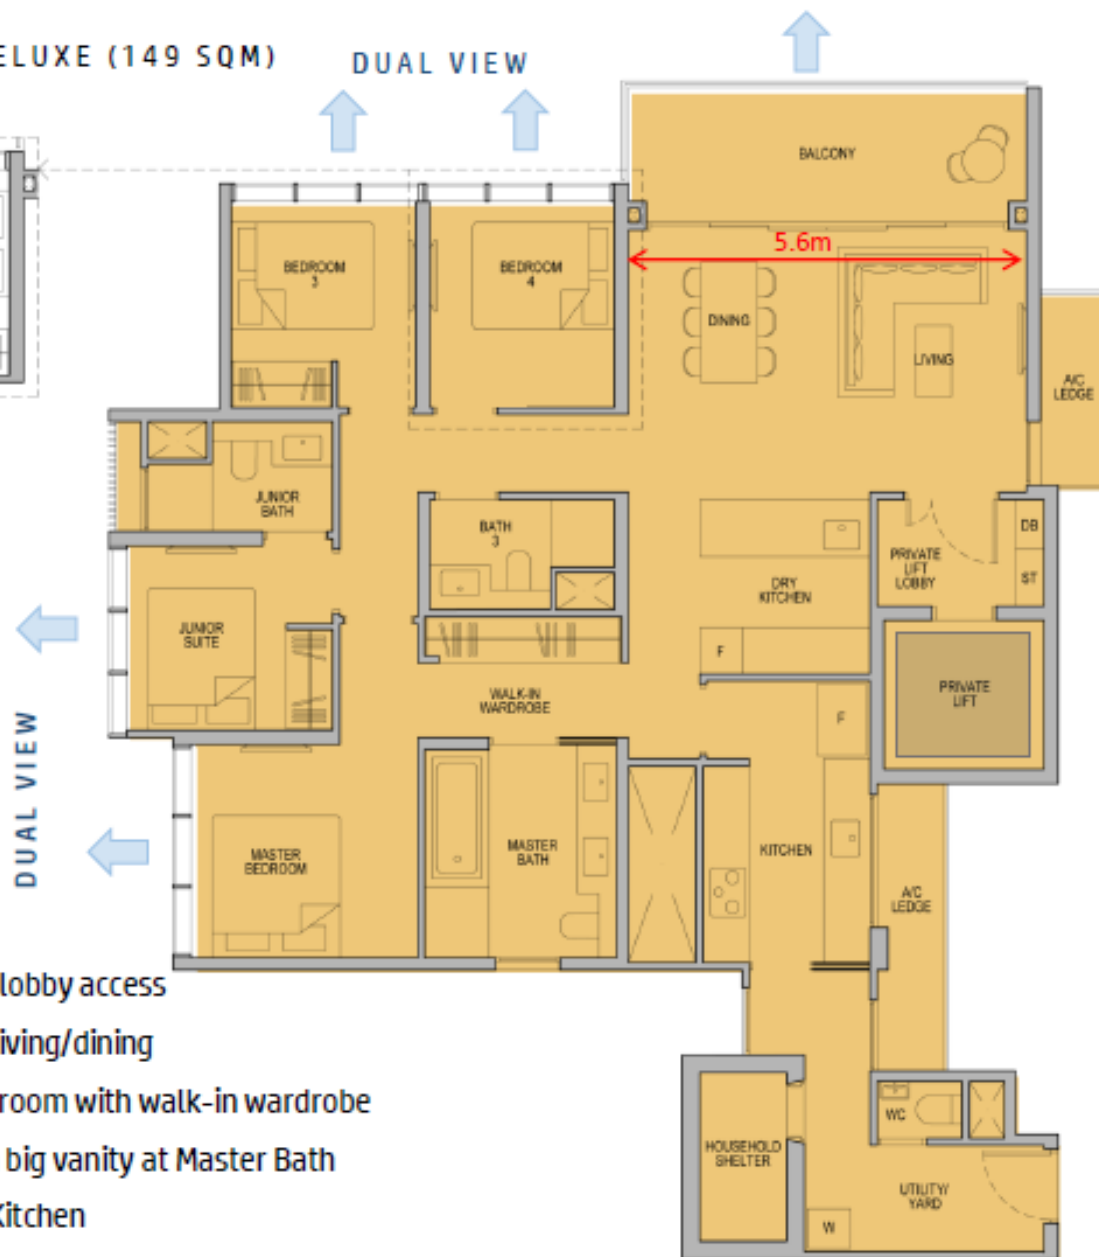 ELUXE (149 SQM)
DUAL VIEW
BALCONY
5.6m
BEDROOM
3
BEDROOM
4
DINING
LIVING
A/C
LEDGE
JUNIOR
BATH
BATH
3
PRIVATE
LIFT
LOBBY
DB
ST
DRY
KITCHEN
JUNIOR
SUITE
F
WALK-IN
WARDROBE
F
PRIVATE
LIFT
DUAL VIEW
MASTER
BEDROOM
MASTER
BATH
KITCHEN
A/C
LEDGE
lobby access
iving/dining
room with walk-in wardrobe
big vanity at Master Bath
Kitchen
WC
HOUSEHOLD
SHELTER
UTILITY/
YARD
W